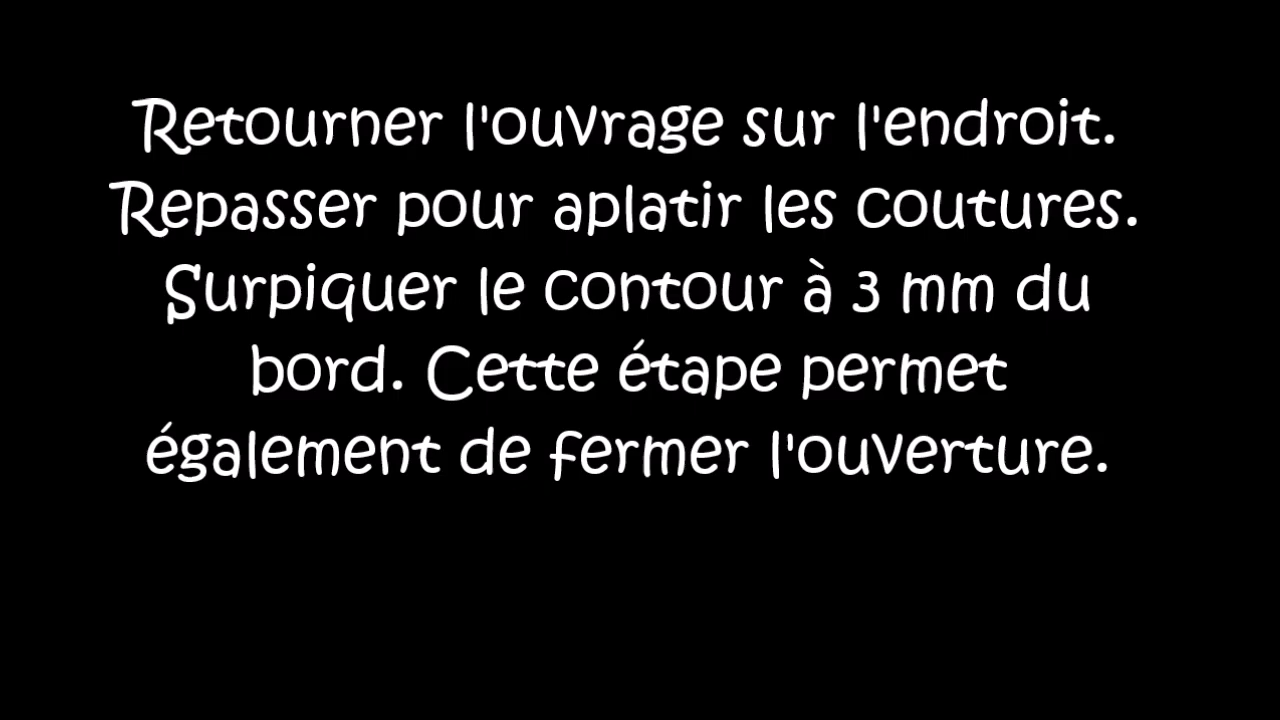 Retourner l'ouvrage sur l'endroit.
Repasser pour aplatir les coutures.
Surpiquer le contour à 3 mm du
bord. Cette étape permet
également de fermer l'ouverture.